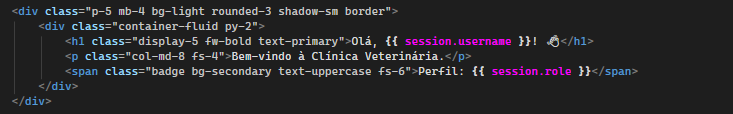 <div class="p-5 mb-4 bg-light rounded-3 shadow-sm border">
<div class="container-fluid py-2">
<h1 class="display-5 fw-bold text-primary">Olá, {{ session.username }}! 👋</h1>
<p class="col-md-8 fs-4">Bem-vindo à Clínica Veterinária.</p>
<span class="badge bg-secondary text-uppercase fs-6">Perfil: {{ session.role }}</span>
</div>
</div>